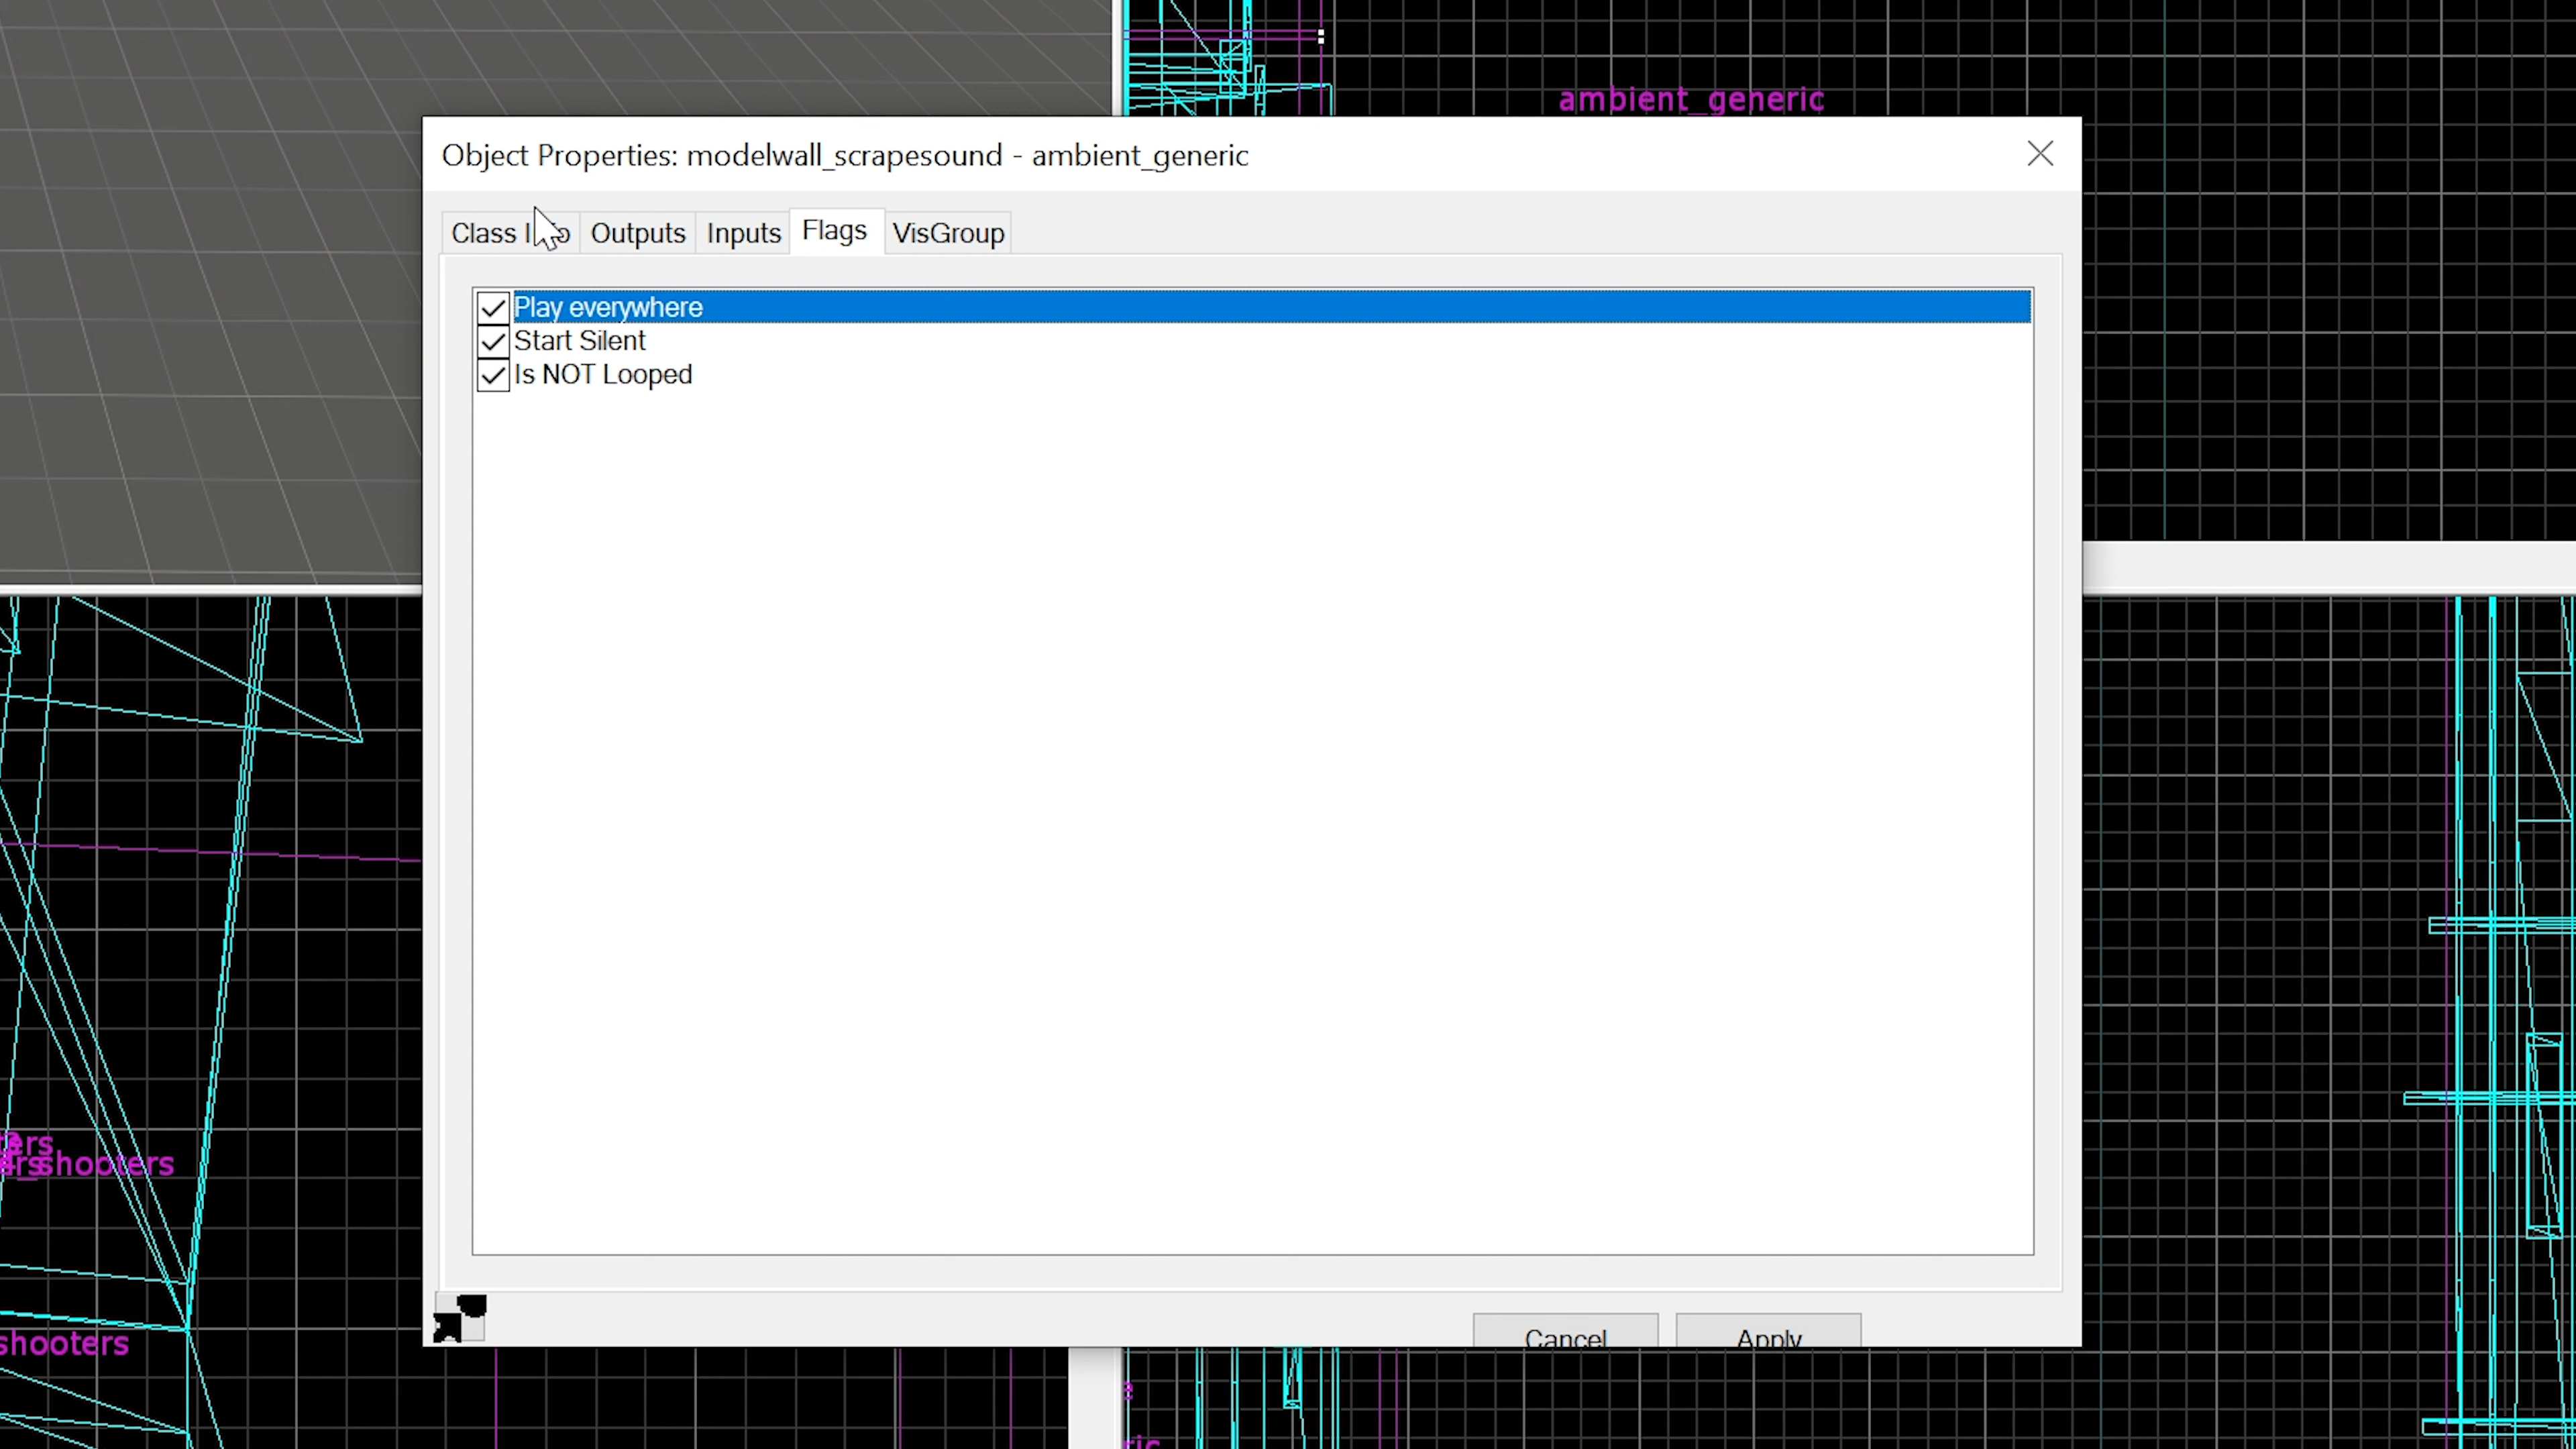 ambient_generic
Object Properties: modelwall_scrapesound - ambient_generic
Outputs
Inputs
Flags
VisGroup
Play everywhere
Start Silent
Is NOT Looped
shooters
shooters
Cancel
Apply